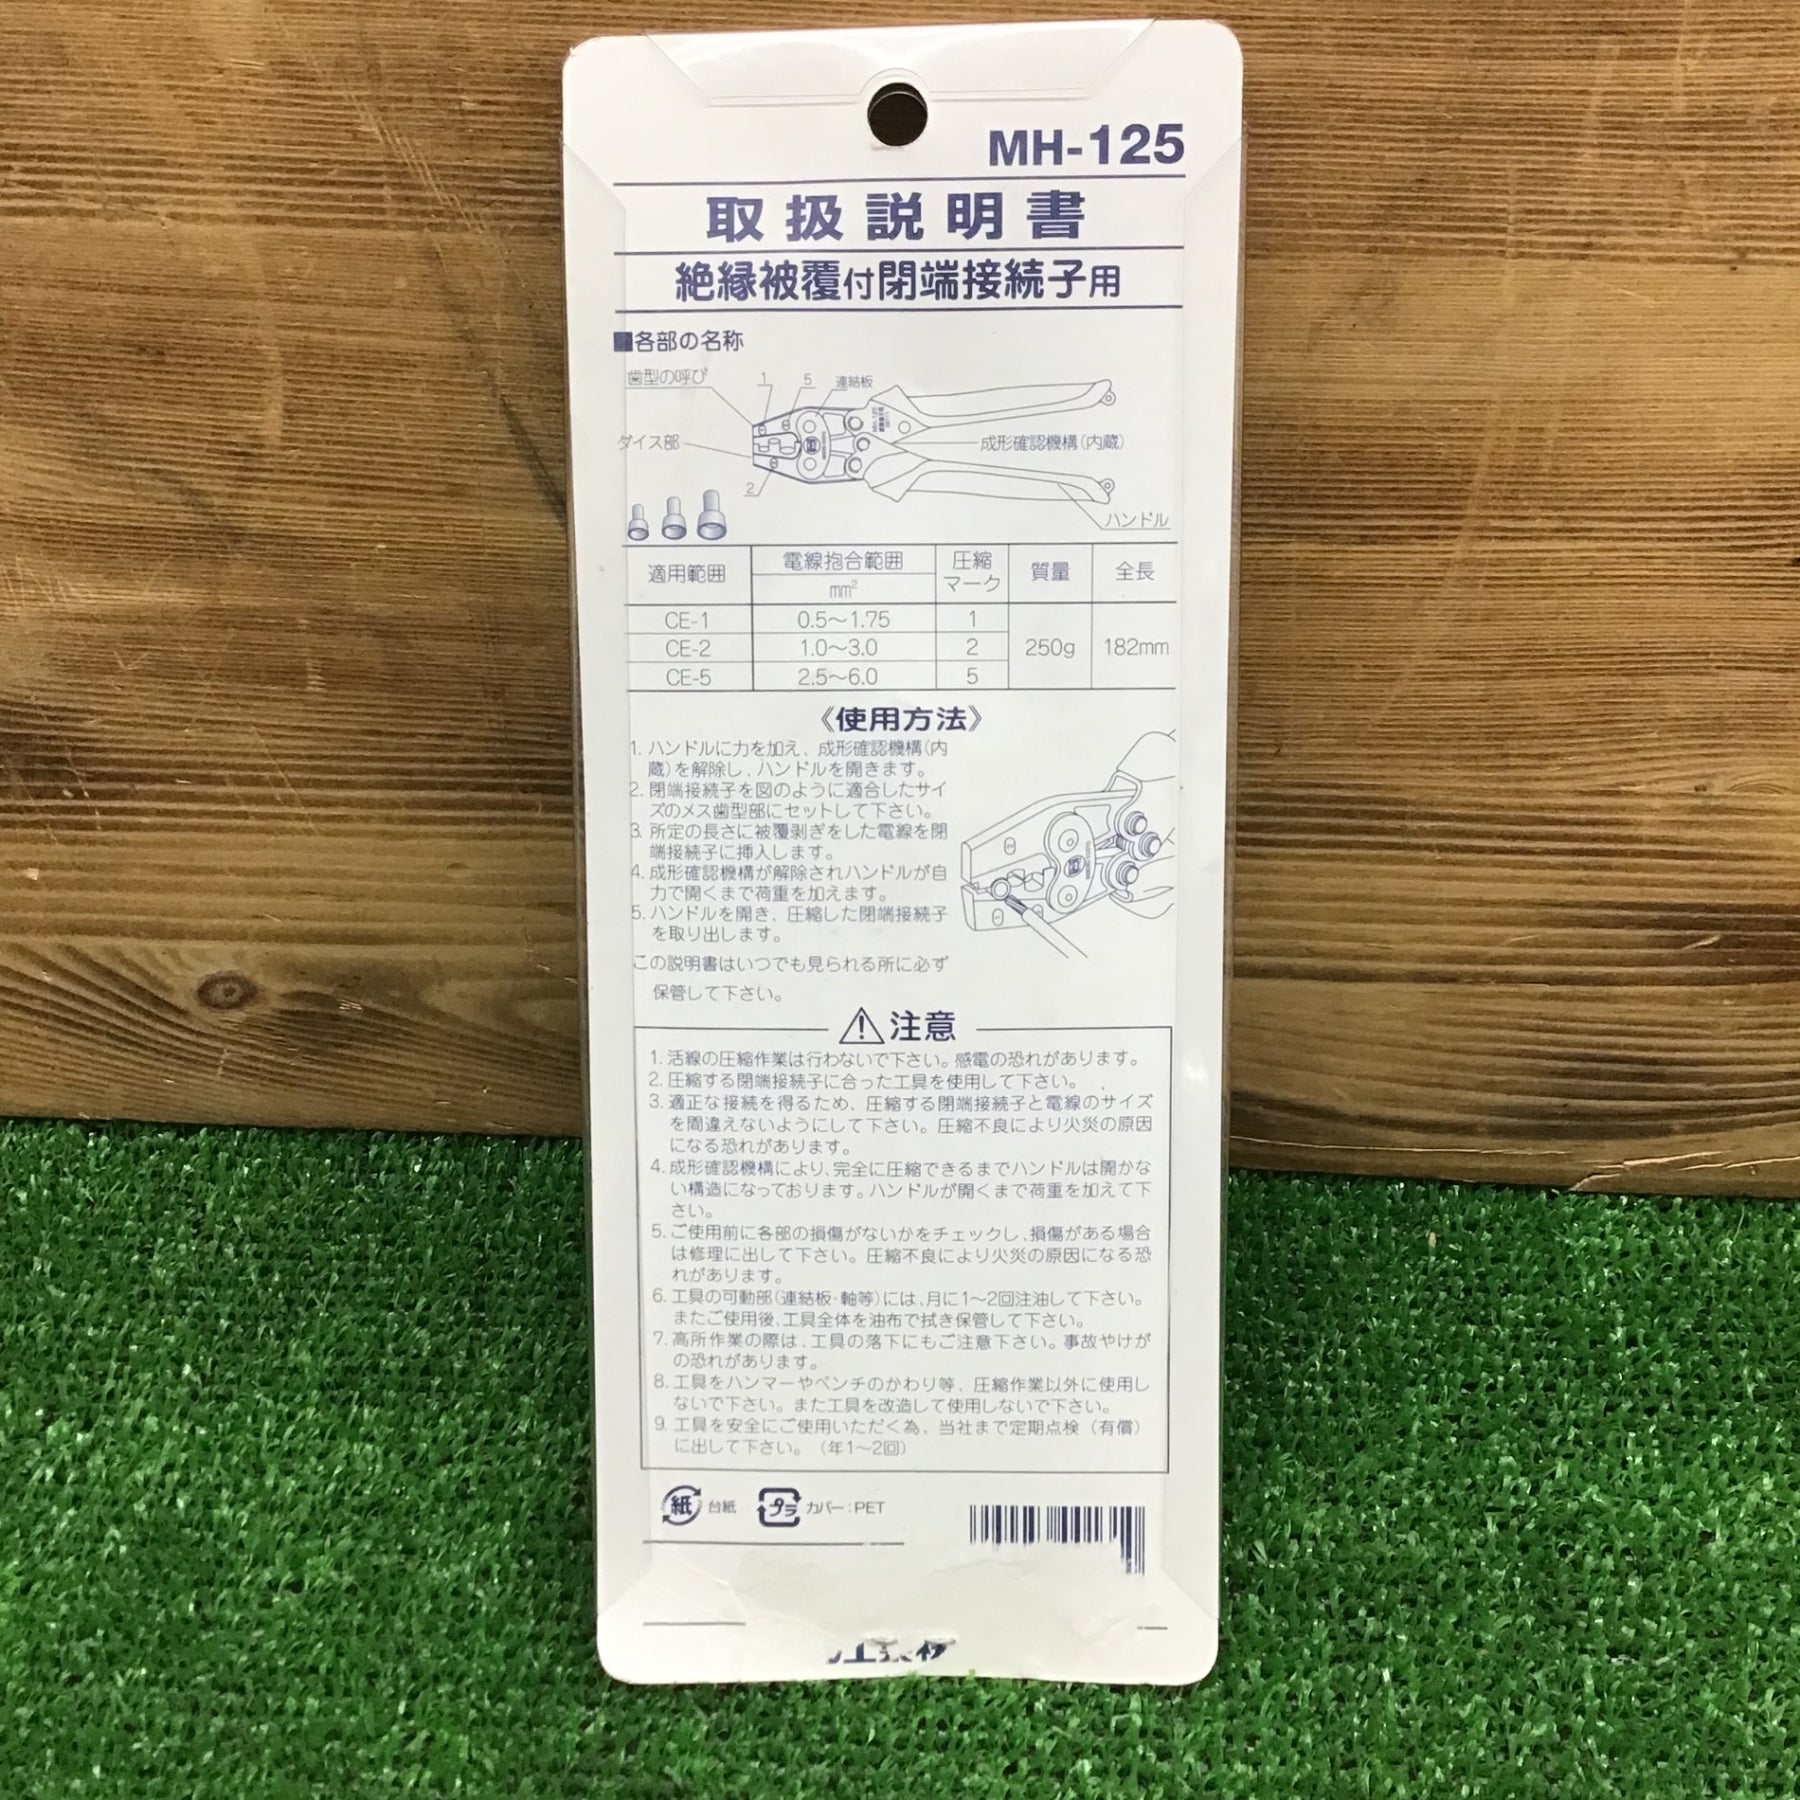 MH-125
取扱説明書
絶縁被覆付閉端接続子用
■各部の名称
歯型の呼び
1
5
連結板
ダイス部
成形確認機構(内蔵)
2
ハンドル
適用範囲 電線抱合範囲 mm² 圧縮マーク 質量 全長
CE-1 0.5〜1.75 1
CE-2 1.0〜3.0 2 250g 182mm
CE-5 2.5〜6.0 5
《使用方法》
1. ハンドルに力を加え、成形確認機構(内
蔵)を解除し、ハンドルを開きます。
2. 閉端接続子を図のように適合したサイ
ズのメス歯型部にセットして下さい。
3. 所定の長さに被覆剥ぎをした電線を閉
端接続子に挿入します。
4. 成形確認機構が解除されハンドルが自
力で開くまで荷重を加えます。
5. ハンドルを開き、圧縮した閉端接続子
を取り出します。
この説明書はいつでも見られる所に必ず
保管して下さい。
注意
1. 活線の圧縮作業は行わないで下さい。感電の恐れがあります。
2. 圧縮する閉端接続子に合った工具を使用して下さい。
3. 適正な接続を得るため、圧縮する閉端接続子と電線のサイズ
を間違えないようにして下さい。圧縮不良により火災の原因
になる恐れがあります。
4. 成形確認機構により、完全に圧縮できるまでハンドルは開かな
い構造になっております。ハンドルが開くまで荷重を加えて下
さい。
5. ご使用前に各部の損傷がないかをチェックし、損傷がある場合
は修理に出して下さい。圧縮不良により火災の原因になる恐
れがあります。
6. 工具の可動部(連結板・軸等)には、月に1〜2回注油して下さい。
またご使用後、工具全体を油布で拭き保管して下さい。
7. 高所作業の際は、工具の落下にもご注意下さい。事故やけが
の恐れがあります。
8. 工具をハンマーやペンチのかわり等、圧縮作業以外に使用し
ないで下さい。また工具を改造して使用しないで下さい。
9. 工具を安全にご使用いただく為、当社まで定期点検(有償)
に出して下さい。(年1〜2回)
紙 台紙 プラ カバー:PET